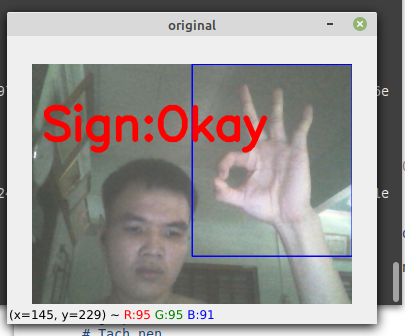 original
Sign:Okay
(x=145, y=229) ~ R:95 G:95 B:91
# Tach nen